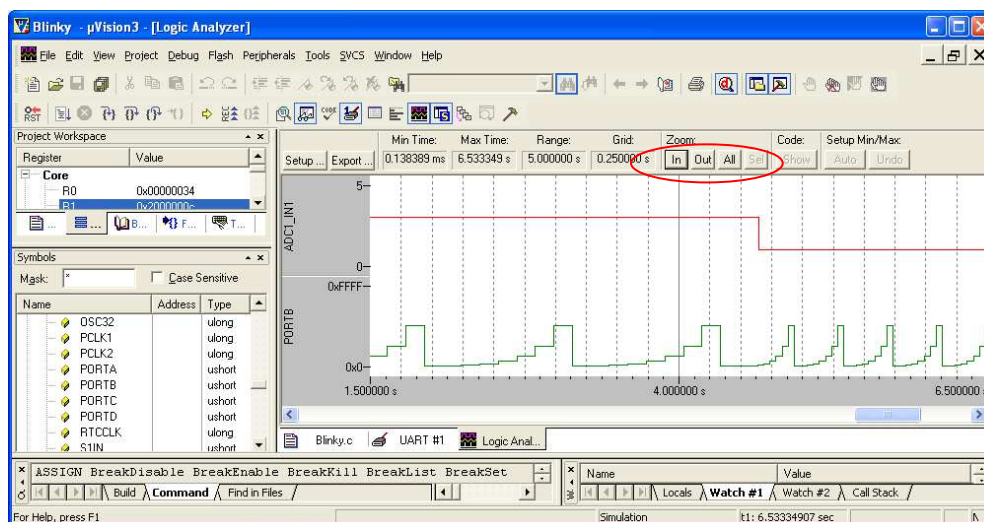 Blinky - µVision3 - [Logic Analyzer]
File Edit View Project Debug Flash Peripherals Tools SVCS Window Help
RST
Project Workspace
Register Value
Core
R0 0x00000034
R1 0x2000000c
... ... B... {} F... T...
Symbols
Mask: * Case Sensitive
Name Address Type
OSC32 ulong
PCLK1 ulong
PCLK2 ulong
PORTA ushort
PORTB ushort
PORTC ushort
PORTD ushort
RTCCLK ulong
S1IN ushort
Min Time: Max Time: Range: Grid: Zoom: Code: Setup Min/Max:
Setup ... Export ... 0.138389 ms 6.533349 s 5.000000 s 0.250000 s In Out All Sel Show Auto Undo
ADC1_IN1
5
0
PORTB
0xFFFF
0x0
1.500000 s 4.000000 s 6.500000 s
Blinky.c UART #1 Logic Anal...
ASSIGN BreakDisable BreakEnable BreakKill BreakList BreakSet
Build Command Find in Files
Name Value
Locals Watch #1 Watch #2 Call Stack
For Help, press F1 Simulation t1: 6.53334907 sec